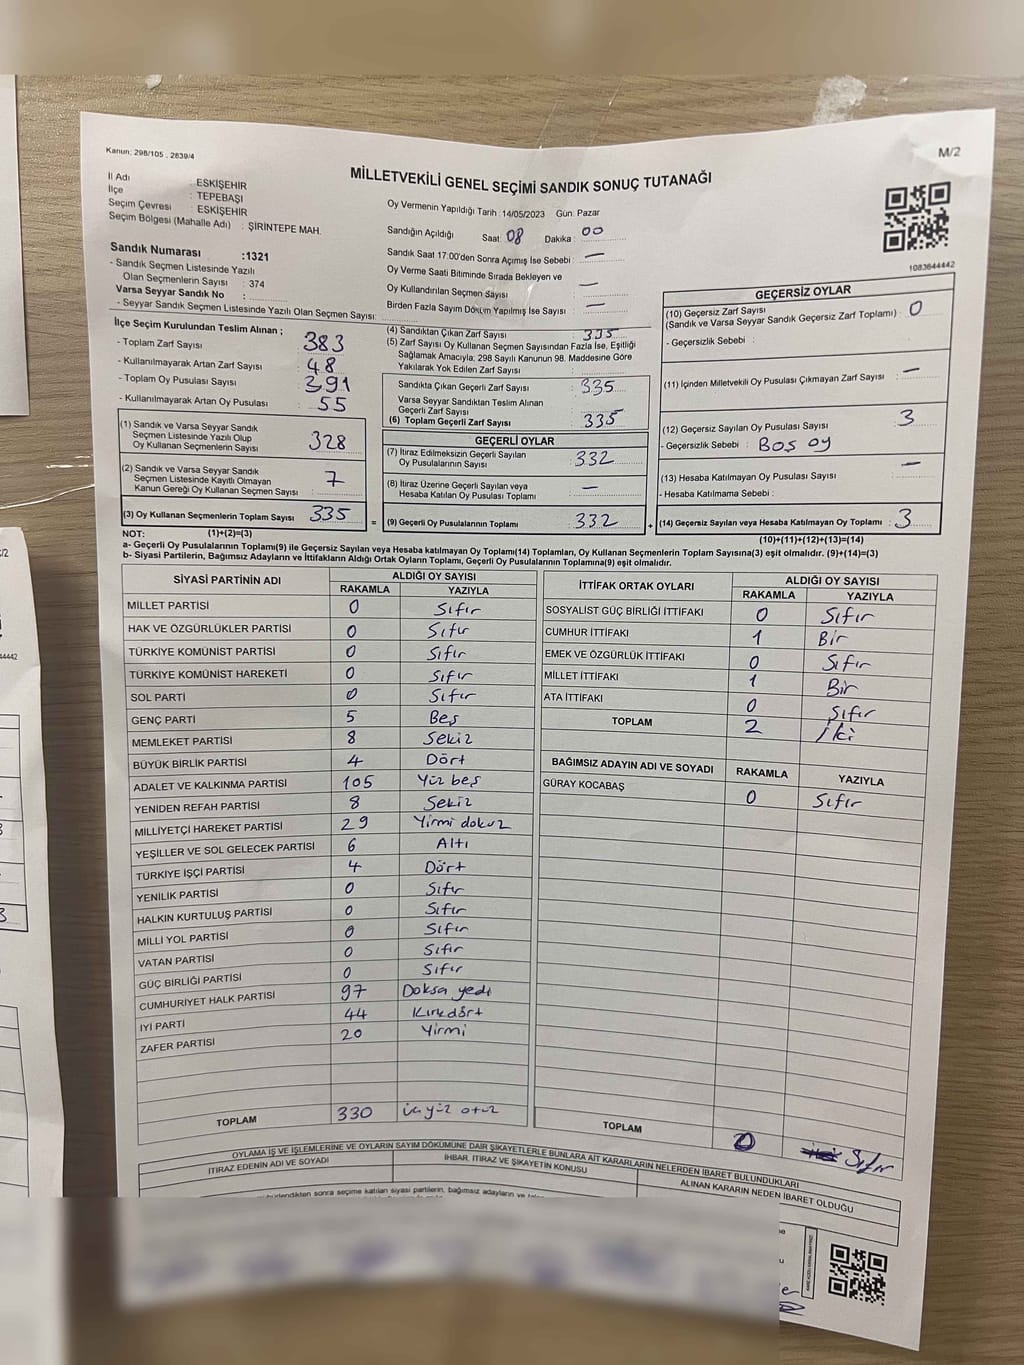 Kanun: 298/105 , 2839/4
M/2
MİLLETVEKİLİ GENEL SEÇİMİ SANDIK SONUÇ TUTANAĞI
İl Adı : ESKİŞEHİR
İlçe : TEPEBAŞI
Seçim Çevresi : ESKİŞEHİR
Seçim Bölgesi (Mahalle Adı) : ŞİRİNTEPE MAH.
Sandık Numarası :1321
- Sandık Seçmen Listesinde Yazılı
Olan Seçmenlerin Sayısı : 374
Varsa Seyyar Sandık No :
- Seyyar Sandık Seçmen Listesinde Yazılı Olan Seçmen Sayısı:
Oy Vermenin Yapıldığı Tarih :14/05/2023 Gün: Pazar
Sandığın Açıldığı Saat: 08 Dakika : 00
Sandık Saat 17:00'den Sonra Açımış İse Sebebi : —
Oy Verme Saati Bitiminde Sırada Bekleyen ve
Oy Kullandırılan Seçmen Sayısı : —
Birden Fazla Sayım Döküm Yapılmış İse Sayısı : —
1083644442
İlçe Seçim Kurulundan Teslim Alınan ;
- Toplam Zarf Sayısı : 383
- Kullanılmayarak Artan Zarf Sayısı : 48
- Toplam Oy Pusulası Sayısı : 391
- Kullanılmayarak Artan Oy Pusulası : 55
(1) Sandık ve Varsa Seyyar Sandık
Seçmen Listesinde Yazılı Olup
Oy Kullanan Seçmenlerin Sayısı : 328
(2) Sandık ve Varsa Seyyar Sandık
Seçmen Listesinde Kayıtlı Olmayan
Kanun Gereği Oy Kullanan Seçmen Sayısı : 7
(3) Oy Kullanan Seçmenlerin Toplam Sayısı : 335
(1)+(2)=(3)
(4) Sandıktan Çıkan Zarf Sayısı : 335
(5) Zarf Sayısı Oy Kullanan Seçmen Sayısından Fazla İse, Eşitliği
Sağlamak Amacıyla; 298 Sayılı Kanunun 98. Maddesine Göre
Yakılarak Yok Edilen Zarf Sayısı :
Sandıkta Çıkan Geçerli Zarf Sayısı : 335
Varsa Seyyar Sandıktan Teslim Alınan
Geçerli Zarf Sayısı :
(6) Toplam Geçerli Zarf Sayısı : 335
GEÇERLİ OYLAR
(7) İtiraz Edilmeksizin Geçerli Sayılan
Oy Pusulalarının Sayısı : 332
(8) İtiraz Üzerine Geçerli Sayılan veya
Hesaba Katılan Oy Pusulası Toplamı : —
= (9) Geçerli Oy Pusulalarının Toplamı : 332
GEÇERSİZ OYLAR
(10) Geçersiz Zarf Sayısı
(Sandık ve Varsa Seyyar Sandık Geçersiz Zarf Toplamı) : 0
- Geçersizlik Sebebi :
(11) İçinden Milletvekili Oy Pusulası Çıkmayan Zarf Sayısı : —
(12) Geçersiz Sayılan Oy Pusulası Sayısı : 3
- Geçersizlik Sebebi : Boş oy
(13) Hesaba Katılmayan Oy Pusulası Sayısı : —
- Hesaba Katılmama Sebebi :
+ (14) Geçersiz Sayılan veya Hesaba Katılmayan Oy Toplamı : 3
(10)+(11)+(12)+(13)=(14)
NOT:
a- Geçerli Oy Pusulalarının Toplamı(9) ile Geçersiz Sayılan veya Hesaba katılmayan Oy Toplamı(14) Toplamları, Oy Kullanan Seçmenlerin Toplam Sayısına(3) eşit olmalıdır. (9)+(14)=(3)
b- Siyasi Partilerin, Bağımsız Adayların ve İttifakların Aldığı Ortak Oyların Toplamı, Geçerli Oy Pusulalarının Toplamına(9) eşit olmalıdır.
SİYASİ PARTİNİN ADI ALDIĞI OY SAYISI
RAKAMLA YAZIYLA
MİLLET PARTİSİ 0 Sıfır
HAK VE ÖZGÜRLÜKLER PARTİSİ 0 Sıfır
TÜRKİYE KOMÜNİST PARTİSİ 0 Sıfır
TÜRKİYE KOMÜNİST HAREKETİ 0 Sıfır
SOL PARTİ 0 Sıfır
GENÇ PARTİ 5 Beş
MEMLEKET PARTİSİ 8 Sekiz
BÜYÜK BİRLİK PARTİSİ 4 Dört
ADALET VE KALKINMA PARTİSİ 105 Yüz beş
YENİDEN REFAH PARTİSİ 8 Sekiz
MİLLİYETÇİ HAREKET PARTİSİ 29 Yirmi dokuz
YEŞİLLER VE SOL GELECEK PARTİSİ 6 Altı
TÜRKİYE İŞÇİ PARTİSİ 4 Dört
YENİLİK PARTİSİ 0 Sıfır
HALKIN KURTULUŞ PARTİSİ 0 Sıfır
MİLLİ YOL PARTİSİ 0 Sıfır
VATAN PARTİSİ 0 Sıfır
GÜÇ BİRLİĞİ PARTİSİ 0 Sıfır
CUMHURİYET HALK PARTİSİ 97 Doksa yedi
İYİ PARTİ 44 Kırkdört
ZAFER PARTİSİ 20 Yirmi
TOPLAM 330 üçyüz otuz
İTTİFAK ORTAK OYLARI ALDIĞI OY SAYISI
RAKAMLA YAZIYLA
SOSYALİST GÜÇ BİRLİĞİ İTTİFAKI 0 Sıfır
CUMHUR İTTİFAKI 1 Bir
EMEK VE ÖZGÜRLÜK İTTİFAKI 0 Sıfır
MİLLET İTTİFAKI 1 Bir
ATA İTTİFAKI 0 Sıfır
TOPLAM 2 İki
BAĞIMSIZ ADAYIN ADI VE SOYADI RAKAMLA YAZIYLA
GÜRAY KOCABAŞ 0 Sıfır
TOPLAM 0 Sıfır
OYLAMA İŞ VE İŞLEMLERİNE VE OYLARIN SAYIM DÖKÜMÜNE DAİR ŞİKAYETLERLE BUNLARA AİT KARARLARIN NELERDEN İBARET BULUNDUKLARI
İTİRAZ EDENİN ADI VE SOYADI İHBAR, İTİRAZ VE ŞİKAYETİN KONUSU ALINAN KARARIN NEDEN İBARET OLDUĞU
sonra seçime katılan siyasi partilerin, bağımsız adayların ve